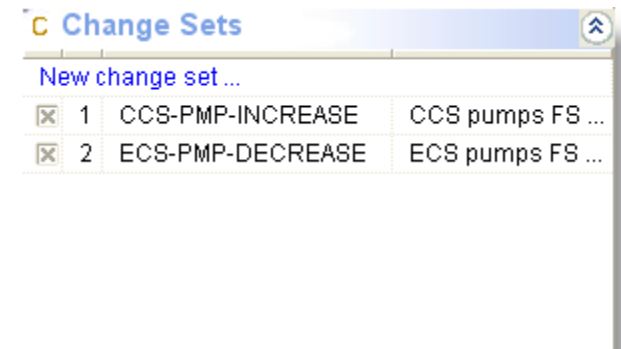 C Change Sets
New change set ...
1 CCS-PMP-INCREASE CCS pumps FS ...
2 ECS-PMP-DECREASE ECS pumps FS ...